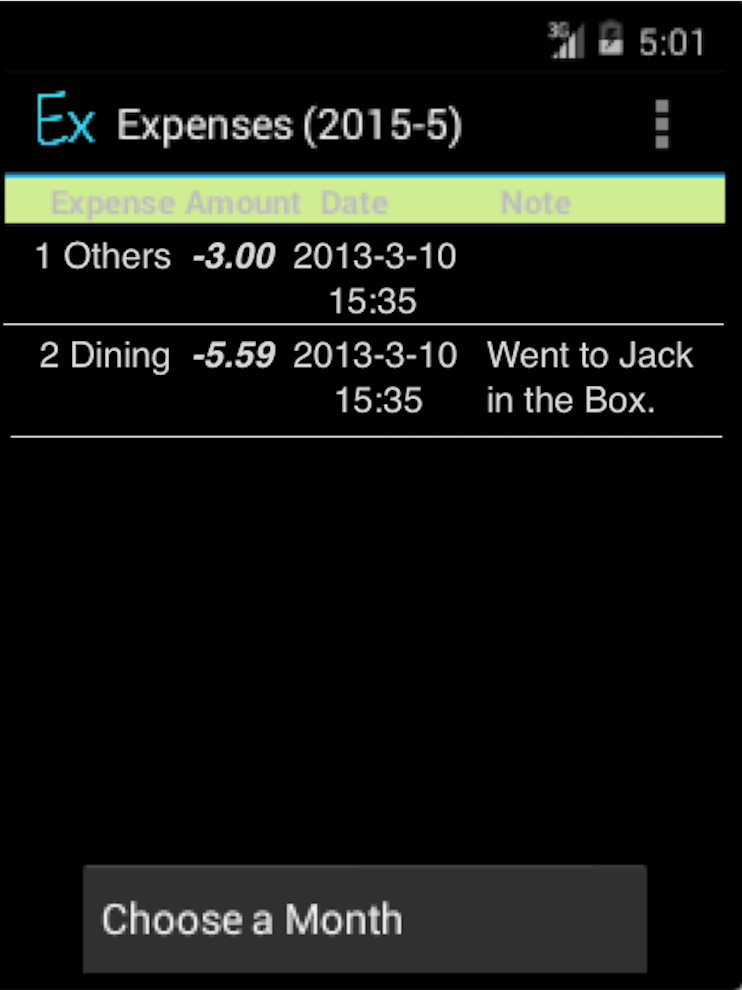 3G 5:01
Ex Expenses (2015-5)
Expense Amount Date Note
1 Others -3.00 2013-3-10
15:35
2 Dining -5.59 2013-3-10 Went to Jack
15:35 in the Box.
Choose a Month